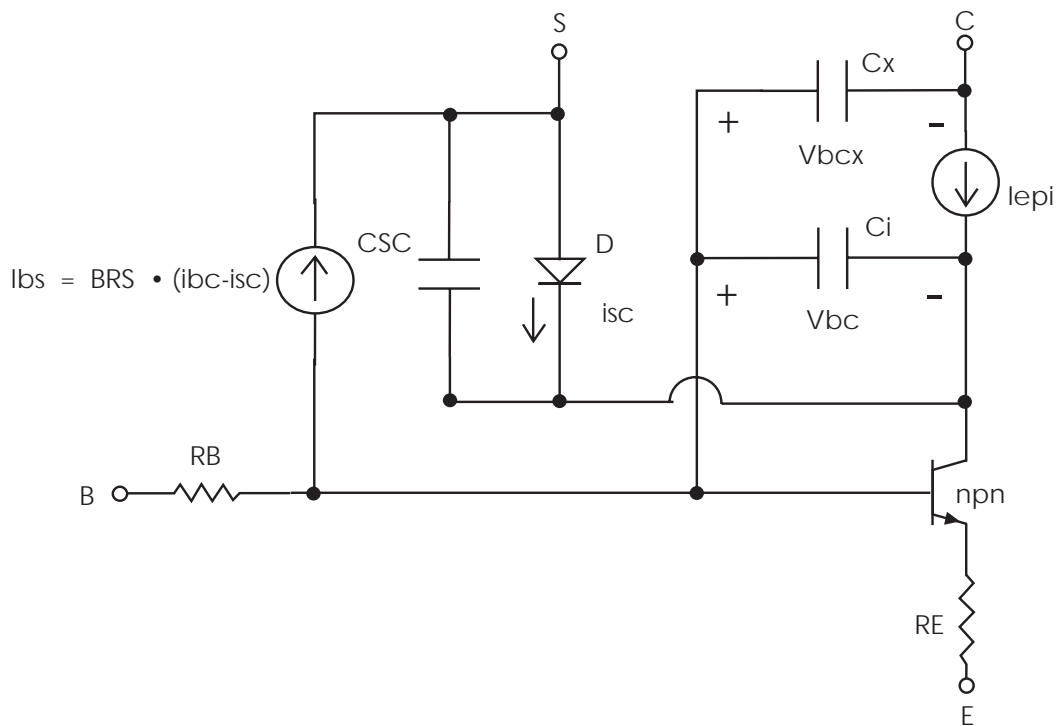 S
C
Cx
+
-
Vbcx
Iepi
CSC
D
Ci
Ibs = BRS • (ibc-isc)
isc
+
-
Vbc
RB
B
npn
RE
E